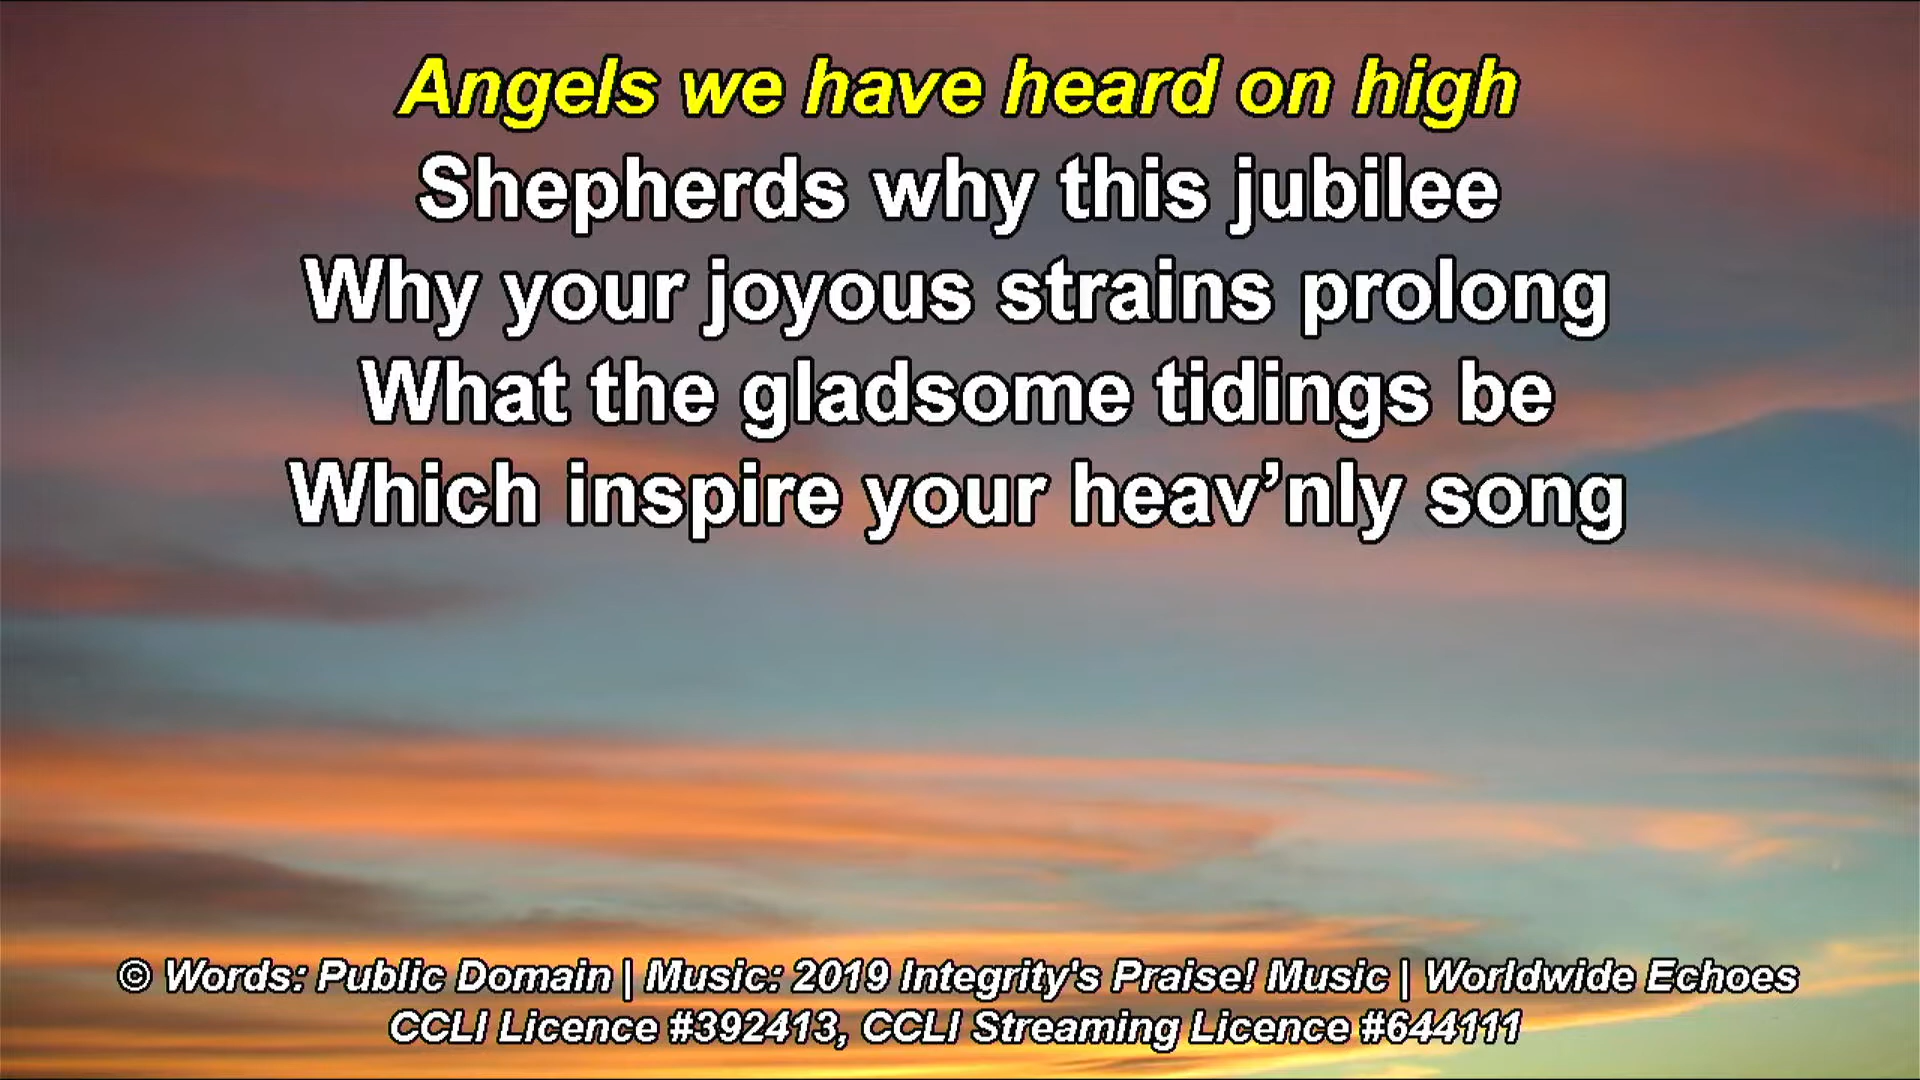 Angels we have heard on high
Shepherds why this jubilee
Why your joyous strains prolong
What the gladsome tidings be
Which inspire your heav’nly song
© Words: Public Domain | Music: 2019 Integrity's Praise! Music | Worldwide Echoes
CCLI Licence #392413, CCLI Streaming Licence #644111